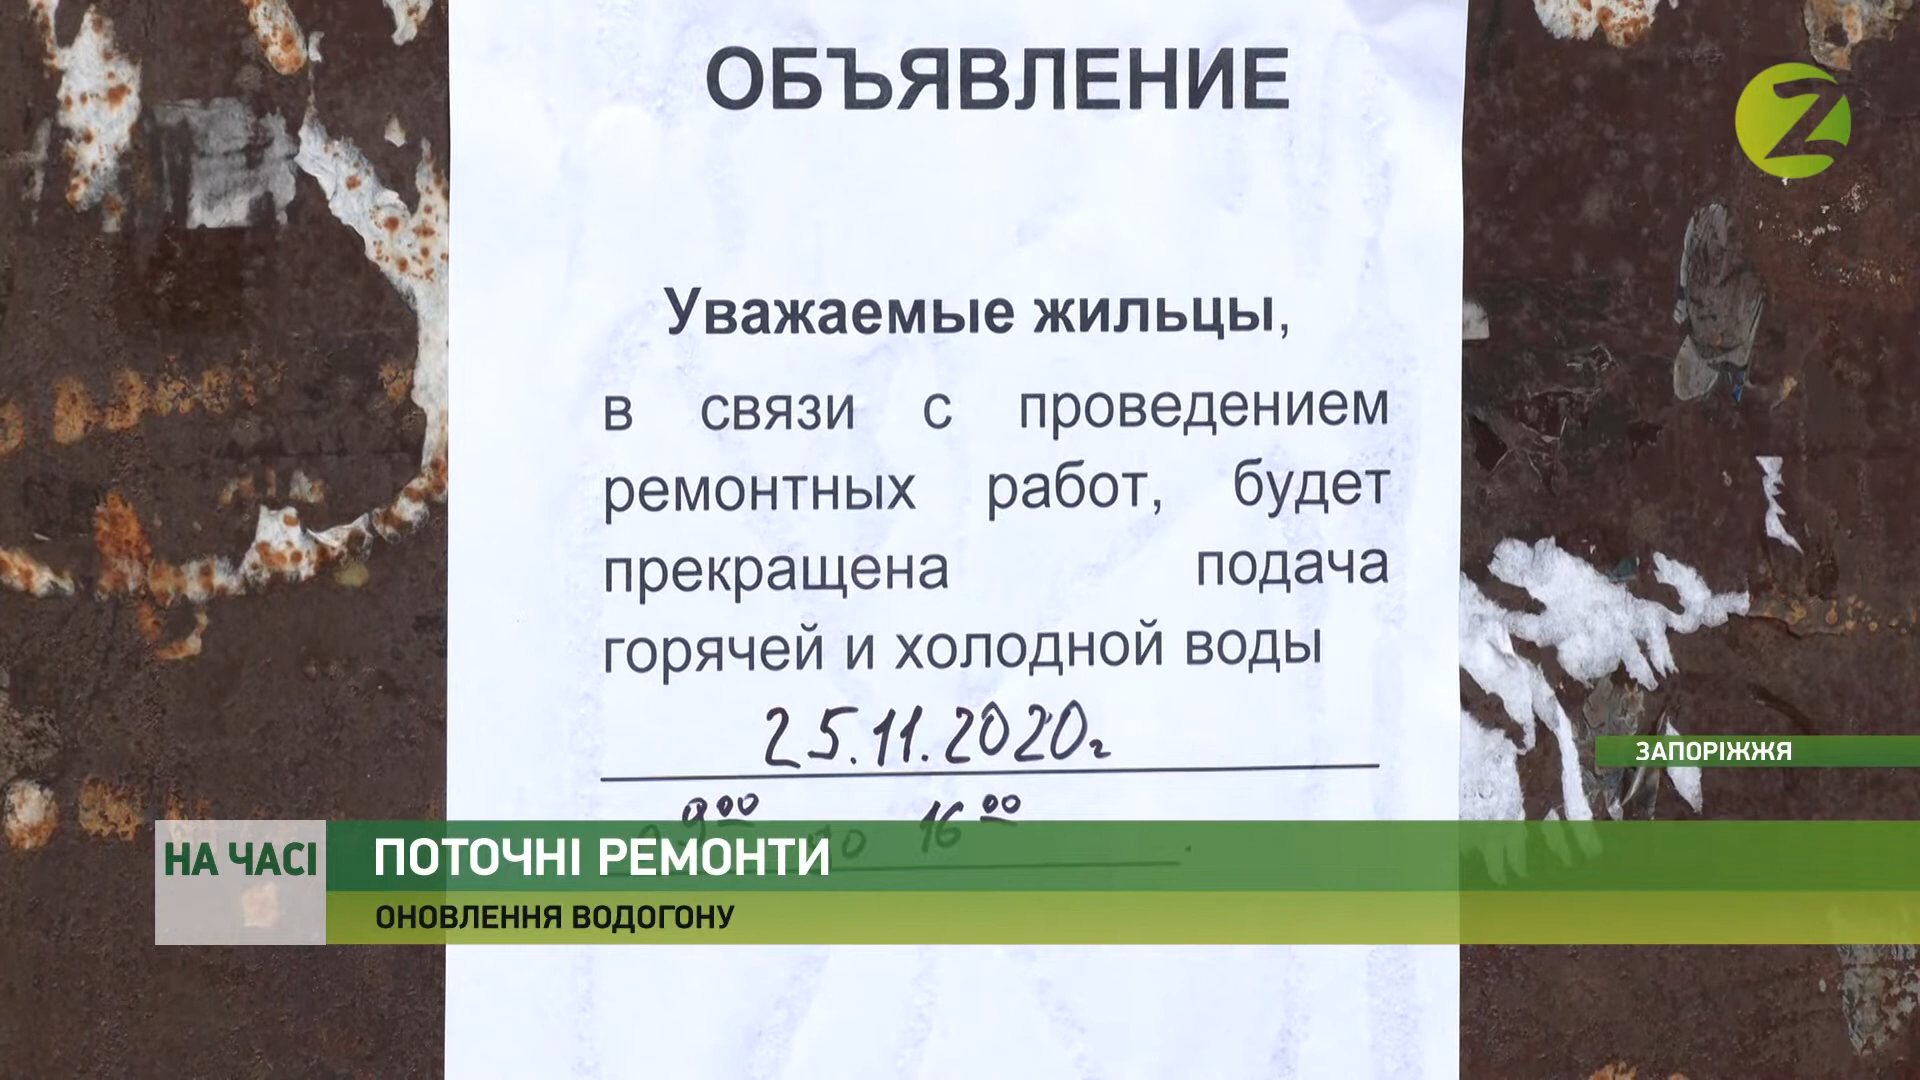 ОБЪЯВЛЕНИЕ
Уважаемые жильцы,
в связи с проведением
ремонтных работ, будет
прекращена подача
горячей и холодной воды
25.11.2020г
9⁰⁰ по 16⁰⁰
ЗАПОРІЖЖЯ
НА ЧАСІ
ПОТОЧНІ РЕМОНТИ
ОНОВЛЕННЯ ВОДОГОНУ